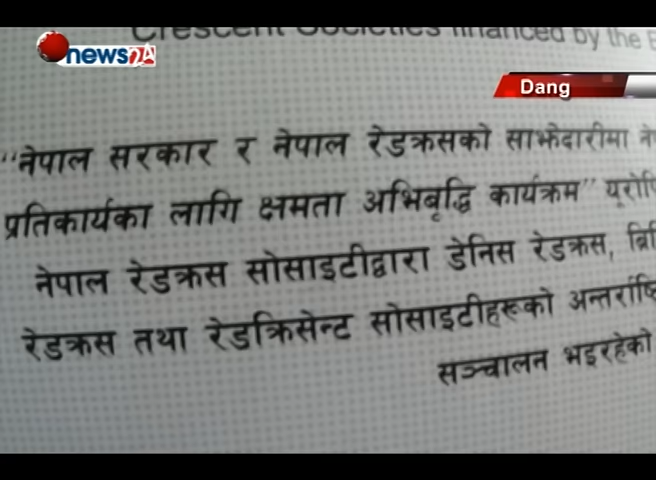 Crescent Societies financed by the
news24
Dang
"नेपाल सरकार र नेपाल रेडक्रसको साझेदारीमा
प्रतिकार्यका लागि क्षमता अभिबृद्धि कार्यक्रम"
नेपाल रेडक्रस सोसाइटीद्वारा डेनिस रेडक्रस,
रेडक्रस तथा रेडक्रिसेन्ट सोसाइटीहरूको
सञ्चालन भइरहेको